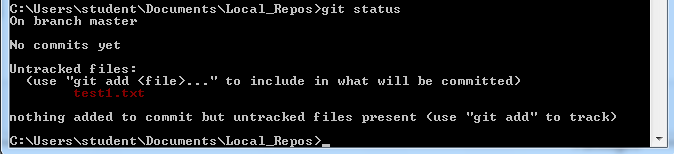 C:\Users\student\Documents\Local_Repos>git status
On branch master
No commits yet
Untracked files:
(use "git add <file>..." to include in what will be committed)
test1.txt
nothing added to commit but untracked files present (use "git add" to track)
C:\Users\student\Documents\Local_Repos>_